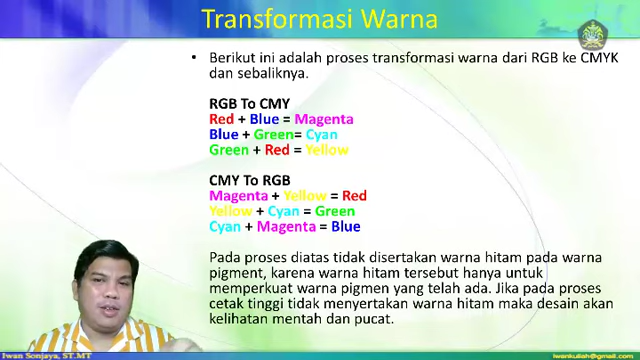 Transformasi Warna
• Berikut ini adalah proses transformasi warna dari RGB ke CMYK
dan sebaliknya.
RGB To CMY
Red + Blue = Magenta
Blue + Green= Cyan
Green + Red = Yellow
CMY To RGB
Magenta + Yellow = Red
Yellow + Cyan = Green
Cyan + Magenta = Blue
Pada proses diatas tidak disertakan warna hitam pada warna
pigment, karena warna hitam tersebut hanya untuk
memperkuat warna pigmen yang telah ada. Jika pada proses
cetak tinggi tidak menyertakan warna hitam maka desain akan
kelihatan mentah dan pucat.
Iwan Sonjaya, ST.MT
iwankuliah@gmail.com